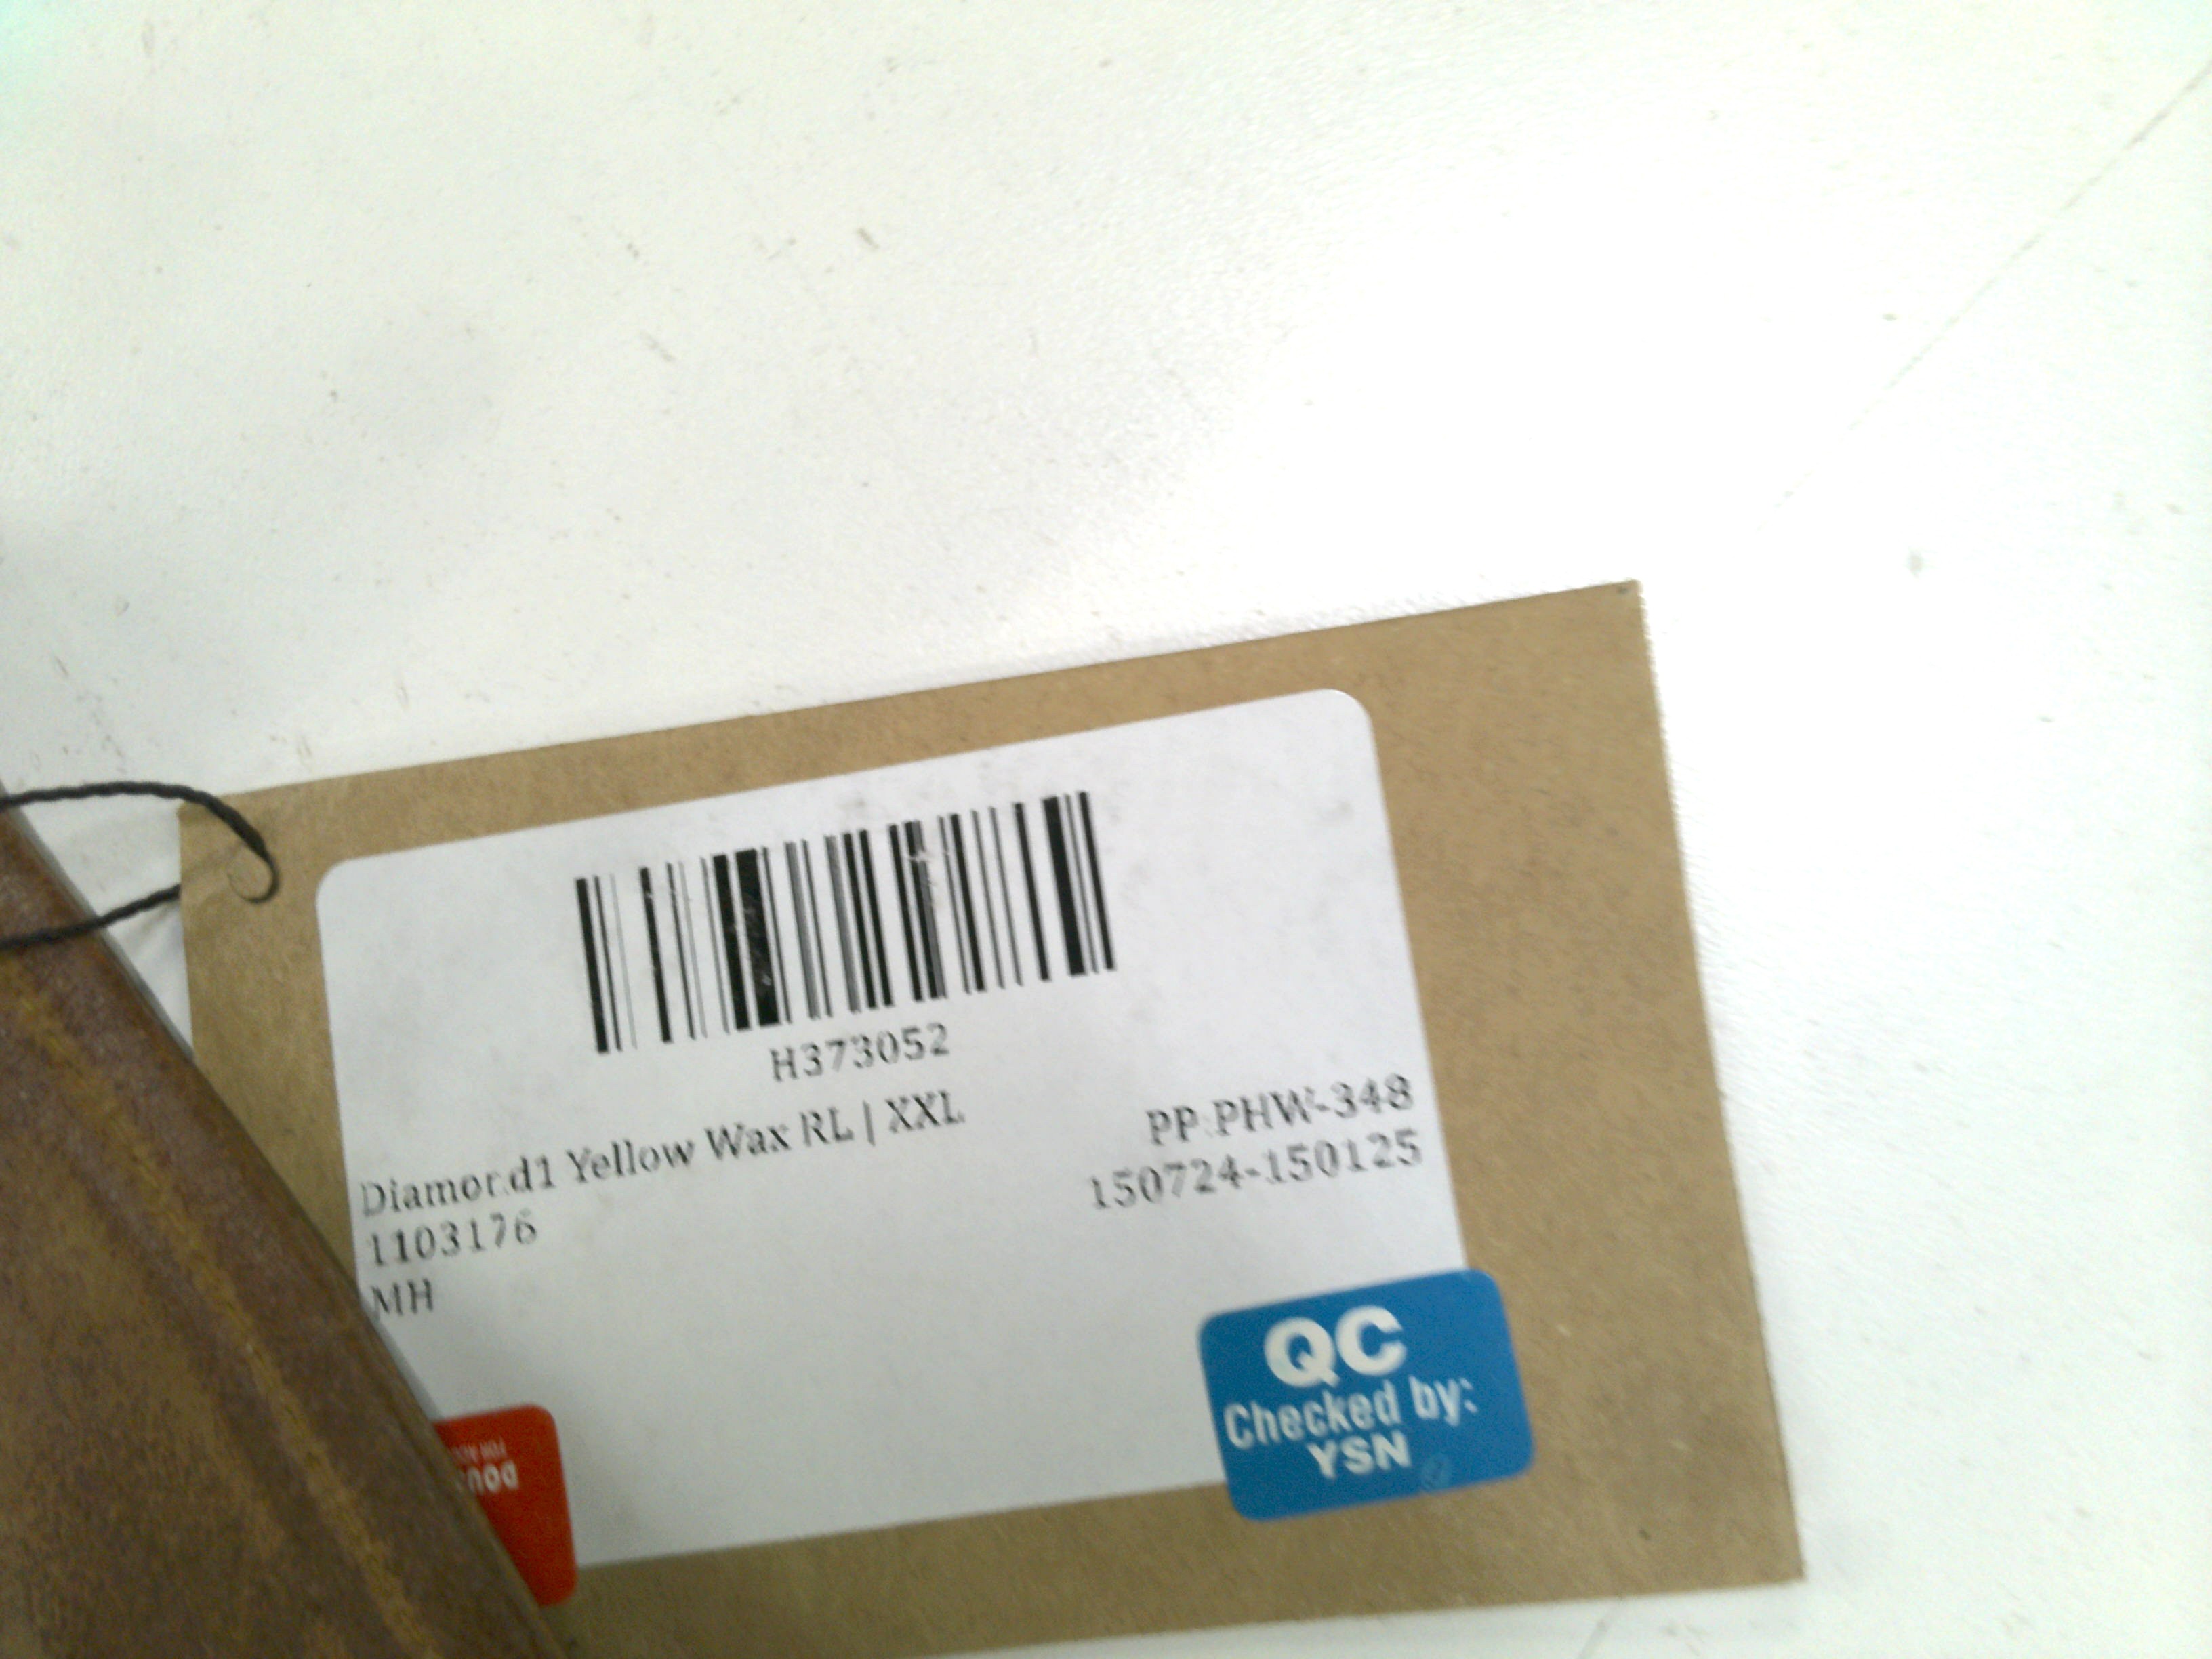 H373052
Diamond1 Yellow Wax RL | XXL
PP PHW-348
1103176
150724-150125
MH
QC
Checked by:
YSN